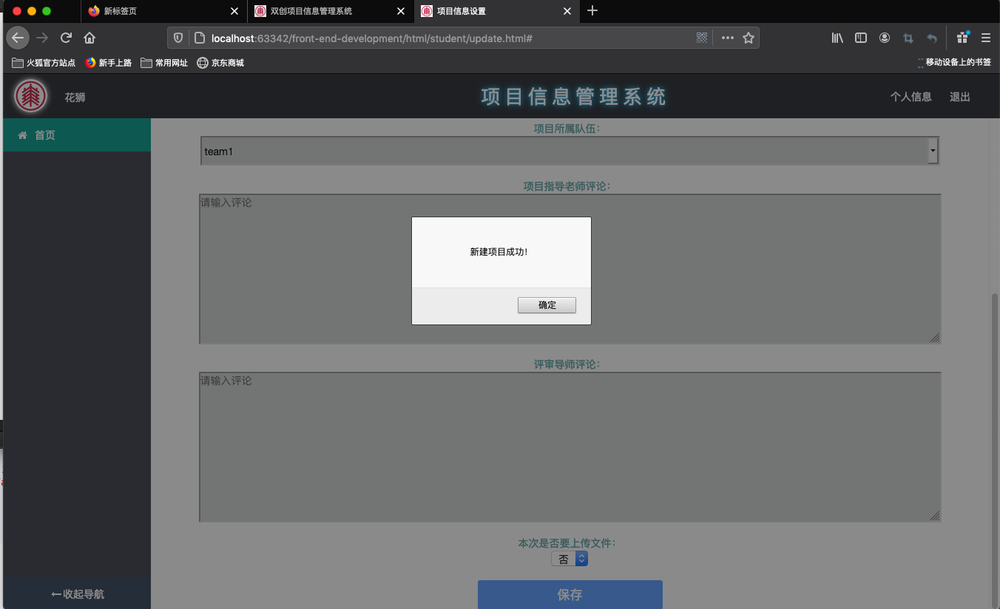 新标签页
双创项目信息管理系统
项目信息设置
localhost:63342/front-end-development/html/student/update.html#
火狐官方站点
新手上路
常用网址
京东商城
移动设备上的书签
花狮
项目信息管理系统
个人信息
退出
首页
项目所属队伍:
team1
项目指导老师评论:
请输入评论
新建项目成功!
确定
评审导师评论:
请输入评论
本次是否要上传文件:
否
保存
收起导航